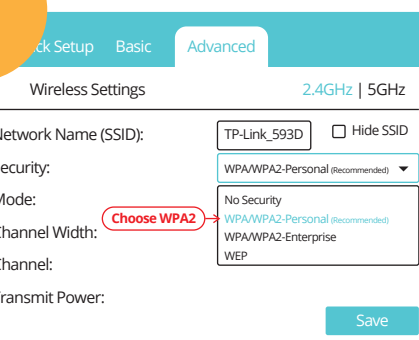 ck Setup Basic Advanced
Wireless Settings 2.4GHz | 5GHz
Network Name (SSID): TP-Link_593D Hide SSID
ecurity: WPA/WPA2-Personal (Recommended)
Mode: No Security
Choose WPA2 WPA/WPA2-Personal (Recommended)
hannel Width: WPA/WPA2-Enterprise
hannel: WEP
ransmit Power:
Save